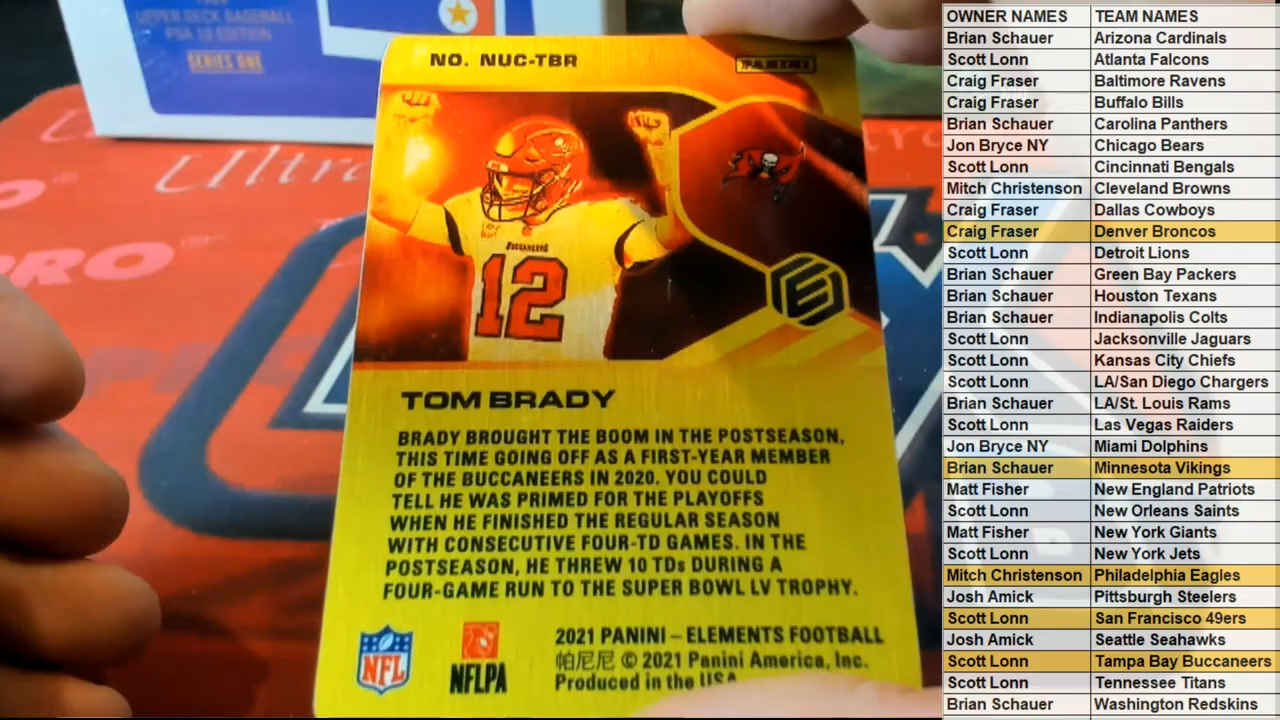 UPPER DECK BASEBALL
PSA 10 EDITION
SERIES ONE
Ultra
PRO
PRO
NO. NUC-TBR
PANINI
BUCCANEERS
12
TOM BRADY
BRADY BROUGHT THE BOOM IN THE POSTSEASON,
THIS TIME GOING OFF AS A FIRST-YEAR MEMBER
OF THE BUCCANEERS IN 2020. YOU COULD
TELL HE WAS PRIMED FOR THE PLAYOFFS
WHEN HE FINISHED THE REGULAR SEASON
WITH CONSECUTIVE FOUR-TD GAMES. IN THE
POSTSEASON, HE THREW 10 TDs DURING A
FOUR-GAME RUN TO THE SUPER BOWL LV TROPHY.
NFL
NFLPA
2021 PANINI – ELEMENTS FOOTBALL
帕尼尼 © 2021 Panini America, Inc.
Produced in the USA
OWNER NAMES TEAM NAMES
Brian Schauer Arizona Cardinals
Scott Lonn Atlanta Falcons
Craig Fraser Baltimore Ravens
Craig Fraser Buffalo Bills
Brian Schauer Carolina Panthers
Jon Bryce NY Chicago Bears
Scott Lonn Cincinnati Bengals
Mitch Christenson Cleveland Browns
Craig Fraser Dallas Cowboys
Craig Fraser Denver Broncos
Scott Lonn Detroit Lions
Brian Schauer Green Bay Packers
Brian Schauer Houston Texans
Brian Schauer Indianapolis Colts
Scott Lonn Jacksonville Jaguars
Scott Lonn Kansas City Chiefs
Scott Lonn LA/San Diego Chargers
Brian Schauer LA/St. Louis Rams
Scott Lonn Las Vegas Raiders
Jon Bryce NY Miami Dolphins
Brian Schauer Minnesota Vikings
Matt Fisher New England Patriots
Scott Lonn New Orleans Saints
Matt Fisher New York Giants
Scott Lonn New York Jets
Mitch Christenson Philadelphia Eagles
Josh Amick Pittsburgh Steelers
Scott Lonn San Francisco 49ers
Josh Amick Seattle Seahawks
Scott Lonn Tampa Bay Buccaneers
Scott Lonn Tennessee Titans
Brian Schauer Washington Redskins